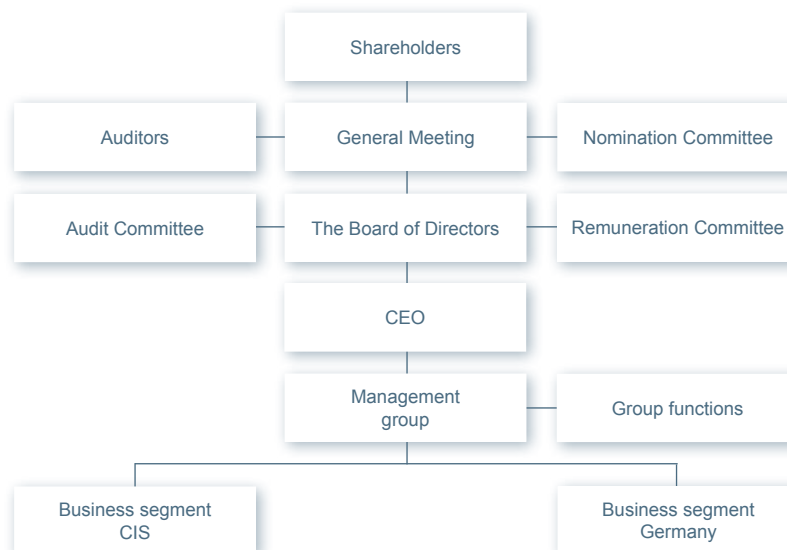 Shareholders
Auditors
General Meeting
Nomination Committee
Audit Committee
The Board of Directors
Remuneration Committee
CEO
Management
group
Group functions
Business segment
CIS
Business segment
Germany